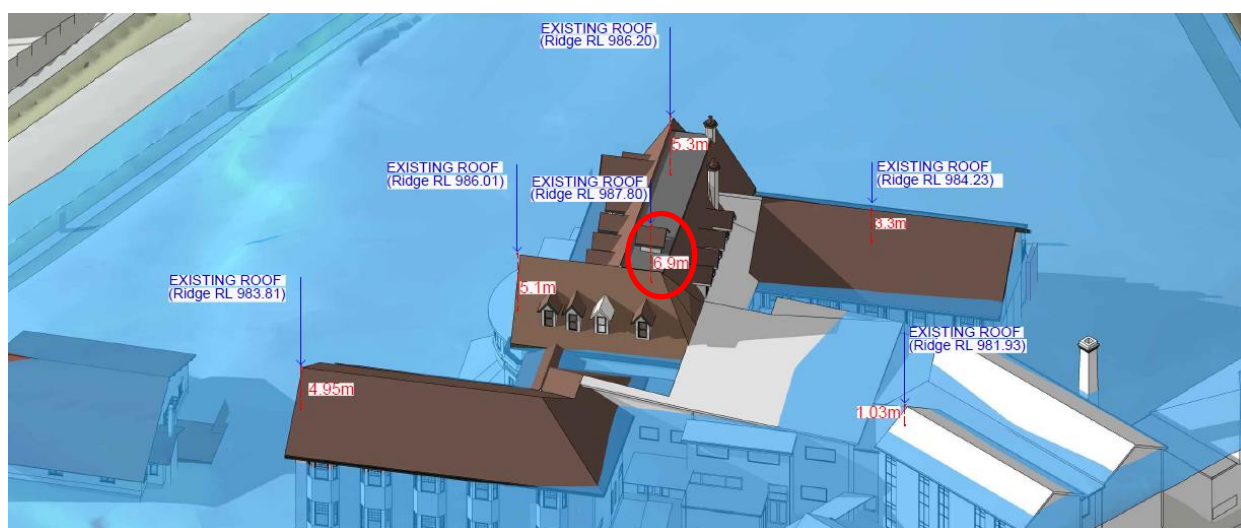 EXISTING ROOF
(Ridge RL 986.20)
5.3m
EXISTING ROOF
(Ridge RL 986.01)
EXISTING ROOF
(Ridge RL 987.80)
EXISTING ROOF
(Ridge RL 984.23)
3.3m
6.9m
5.1m
EXISTING ROOF
(Ridge RL 983.81)
4.95m
EXISTING ROOF
(Ridge RL 981.93)
1.03m